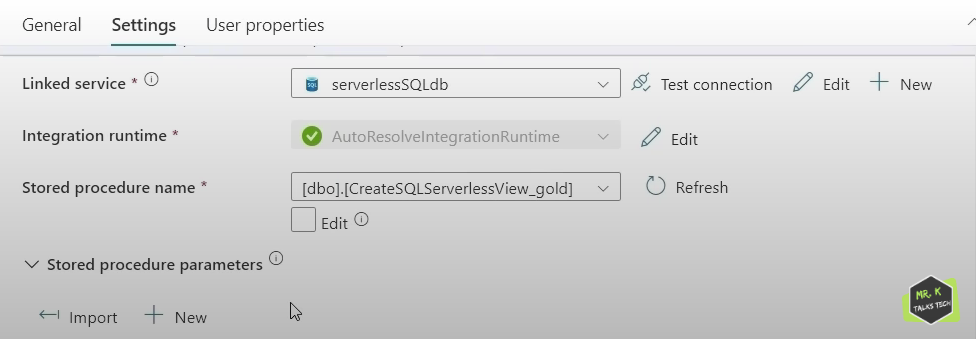 General Settings User properties
Linked service *
SQL serverlessSQLdb Test connection Edit New
Integration runtime * AutoResolveIntegrationRuntime Edit
Stored procedure name * [dbo].[CreateSQLServerlessView_gold] Refresh
Edit
Stored procedure parameters
Import New
MR. K
TALKS TECH